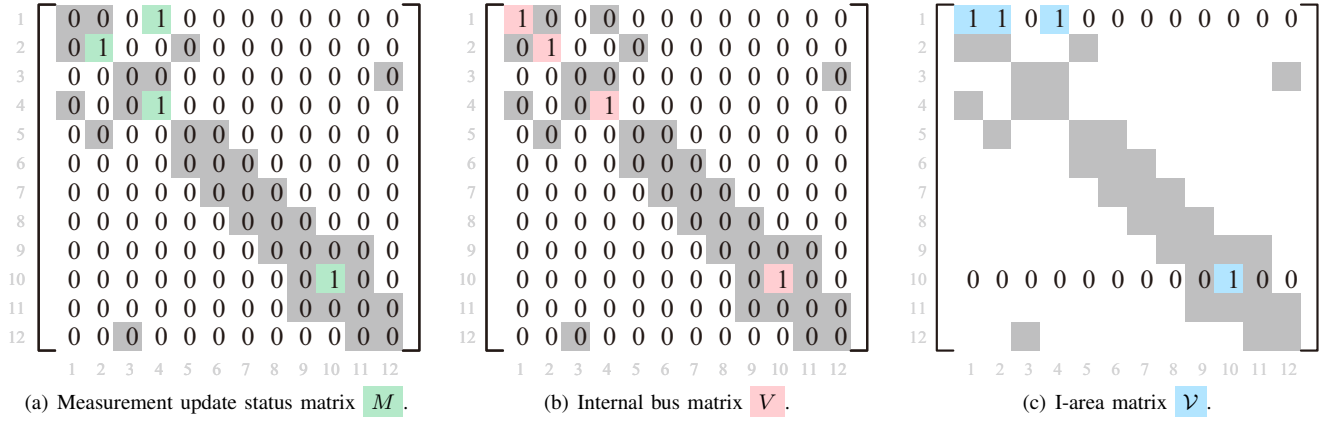 1 0 0 0 1 0 0 0 0 0 0 0 0
2 0 1 0 0 0 0 0 0 0 0 0 0
3 0 0 0 0 0 0 0 0 0 0 0 0
4 0 0 0 1 0 0 0 0 0 0 0 0
5 0 0 0 0 0 0 0 0 0 0 0 0
6 0 0 0 0 0 0 0 0 0 0 0 0
7 0 0 0 0 0 0 0 0 0 0 0 0
8 0 0 0 0 0 0 0 0 0 0 0 0
9 0 0 0 0 0 0 0 0 0 0 0 0
10 0 0 0 0 0 0 0 0 0 1 0 0
11 0 0 0 0 0 0 0 0 0 0 0 0
12 0 0 0 0 0 0 0 0 0 0 0 0
1 2 3 4 5 6 7 8 9 10 11 12
(a) Measurement update status matrix M.
1 1 0 0 0 0 0 0 0 0 0 0 0
2 0 1 0 0 0 0 0 0 0 0 0 0
3 0 0 0 0 0 0 0 0 0 0 0 0
4 0 0 0 1 0 0 0 0 0 0 0 0
5 0 0 0 0 0 0 0 0 0 0 0 0
6 0 0 0 0 0 0 0 0 0 0 0 0
7 0 0 0 0 0 0 0 0 0 0 0 0
8 0 0 0 0 0 0 0 0 0 0 0 0
9 0 0 0 0 0 0 0 0 0 0 0 0
10 0 0 0 0 0 0 0 0 0 1 0 0
11 0 0 0 0 0 0 0 0 0 0 0 0
12 0 0 0 0 0 0 0 0 0 0 0 0
1 2 3 4 5 6 7 8 9 10 11 12
(b) Internal bus matrix V.
1 1 1 0 1 0 0 0 0 0 0 0 0
2
3
4
5
6
7
8
9
10 0 0 0 0 0 0 0 0 0 1 0 0
11
12
1 2 3 4 5 6 7 8 9 10 11 12
(c) I-area matrix 𝒱.